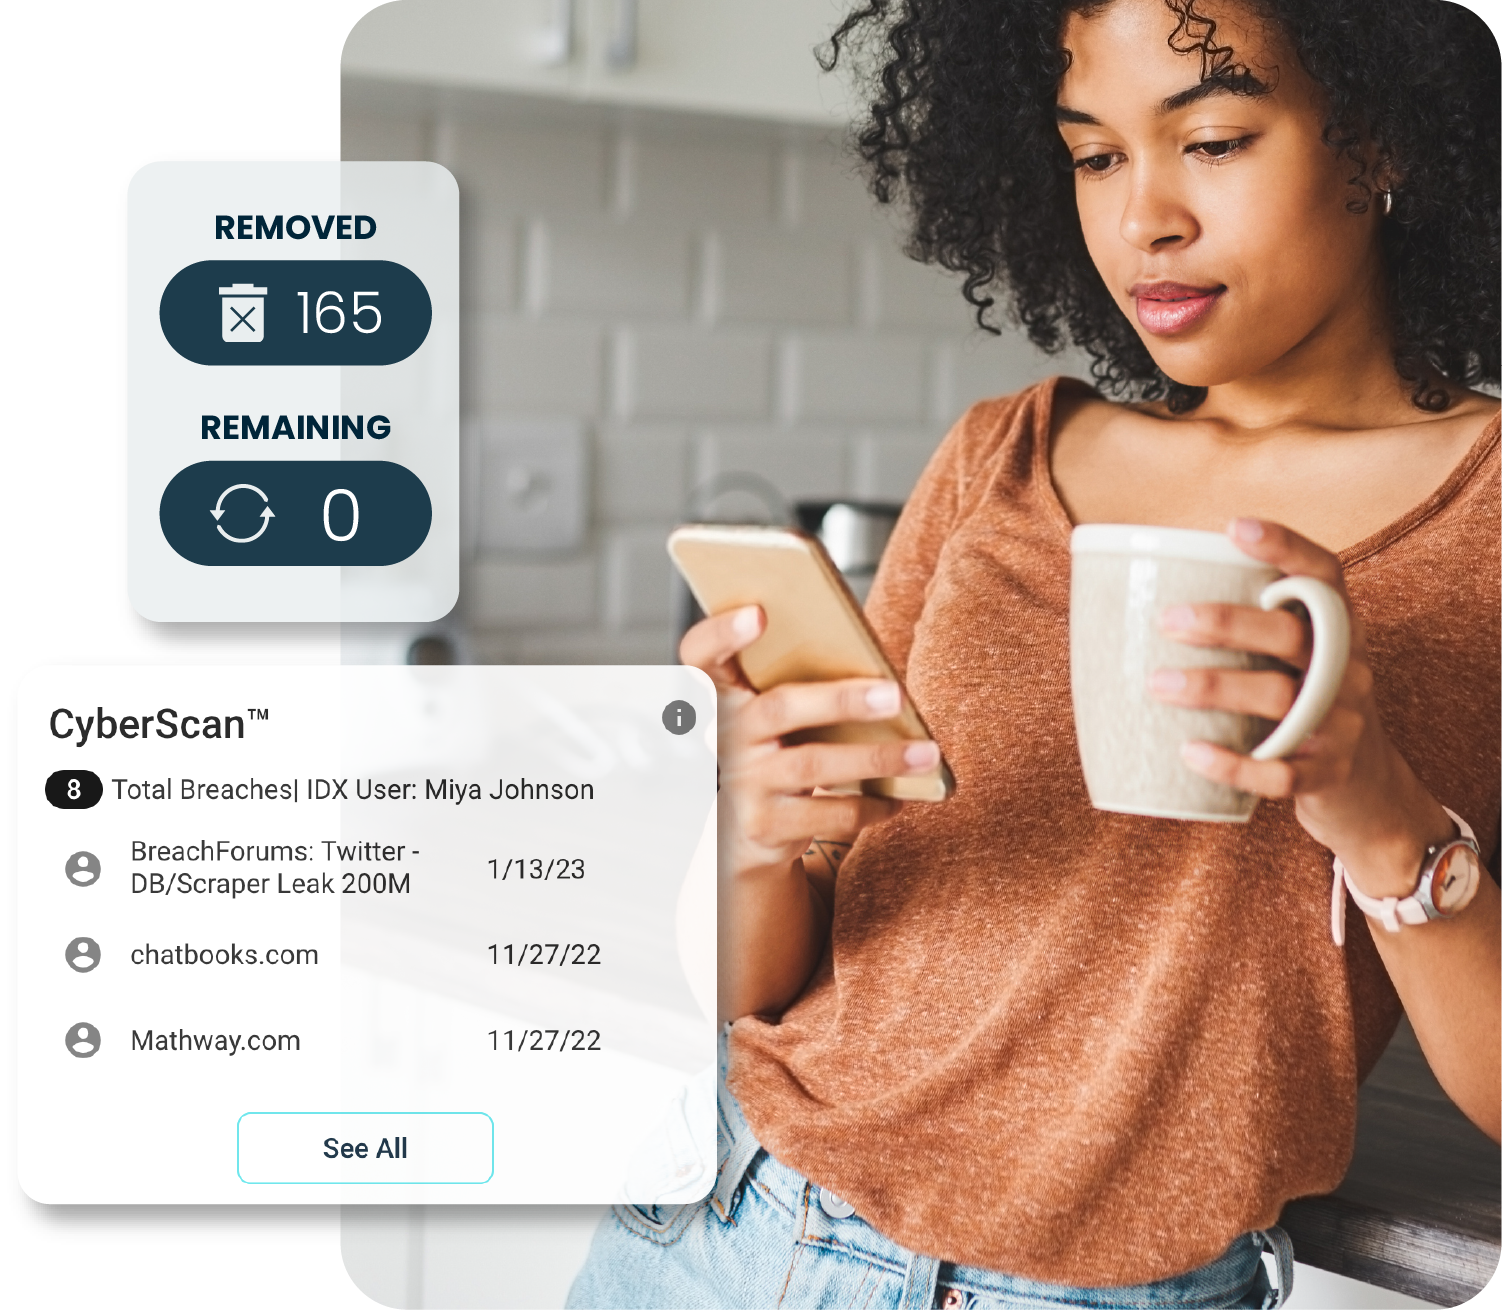 REMOVED
165
REMAINING
0
CyberScan™
i
8 Total Breaches| IDX User: Miya Johnson
BreachForums: Twitter -
DB/Scraper Leak 200M
1/13/23
chatbooks.com 11/27/22
Mathway.com 11/27/22
See All